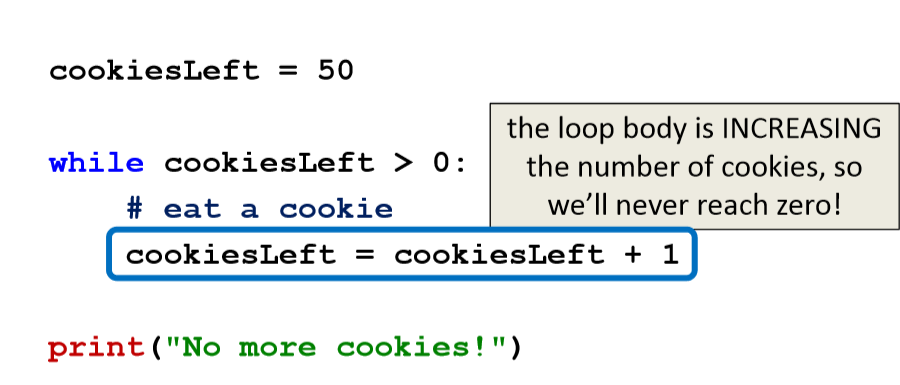 cookiesLeft = 50
while cookiesLeft > 0:
# eat a cookie
cookiesLeft = cookiesLeft + 1
print("No more cookies!")
the loop body is INCREASING
the number of cookies, so
we'll never reach zero!